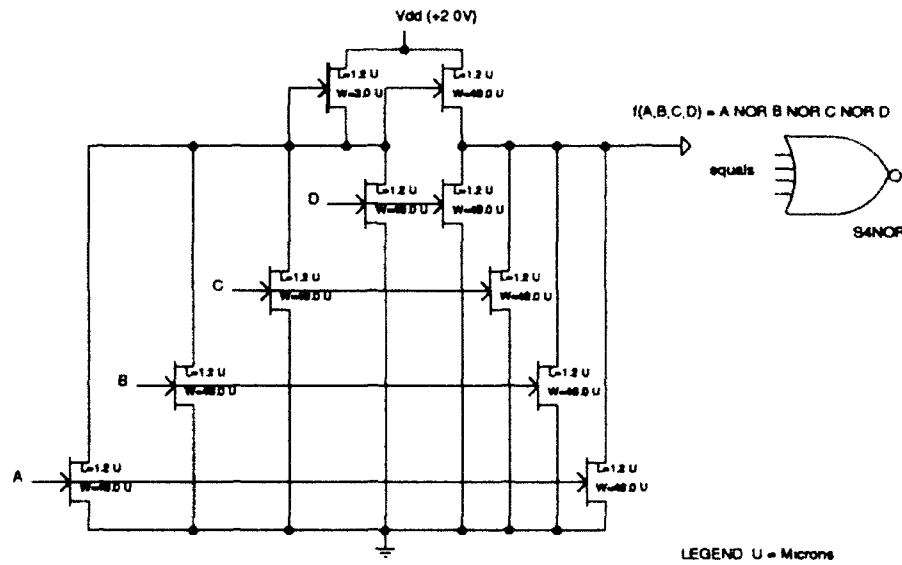 Vdd (+2.0V)
L=1.2 U
W=3.0 U
L=1.2 U
W=48.0 U
f(A,B,C,D) = A NOR B NOR C NOR D
equals
S4NOR
D
L=1.2 U
W=48.0 U
L=1.2 U
W=48.0 U
C
L=1.2 U
W=48.0 U
L=1.2 U
W=48.0 U
B
L=1.2 U
W=48.0 U
L=1.2 U
W=48.0 U
A
L=1.2 U
W=48.0 U
L=1.2 U
W=48.0 U
LEGEND U = Microns